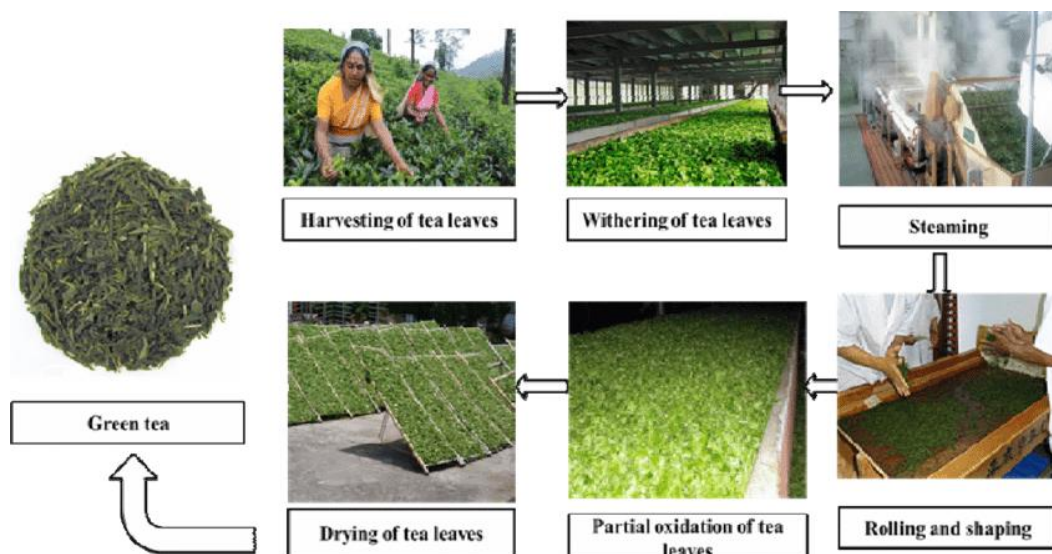 Harvesting of tea leaves
Withering of tea leaves
Steaming
Rolling and shaping
Partial oxidation of tea
leaves
Drying of tea leaves
Green tea